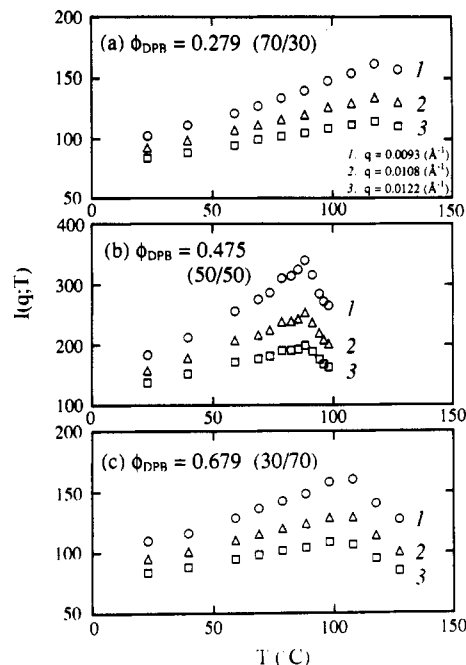 200
(a) ϕDPB = 0.279 (70/30)
150
1
2
100
3
1. q = 0.0093 (Å⁻¹)
2. q = 0.0108 (Å⁻¹)
3. q = 0.0122 (Å⁻¹)
50
0 50 100 150
400
(b) ϕDPB = 0.475
(50/50)
300
I(q;T)
1
200
2
3
100
0 50 100 150
200
(c) ϕDPB = 0.679 (30/70)
150
1
2
100
3
50
0 50 100 150
T (°C)